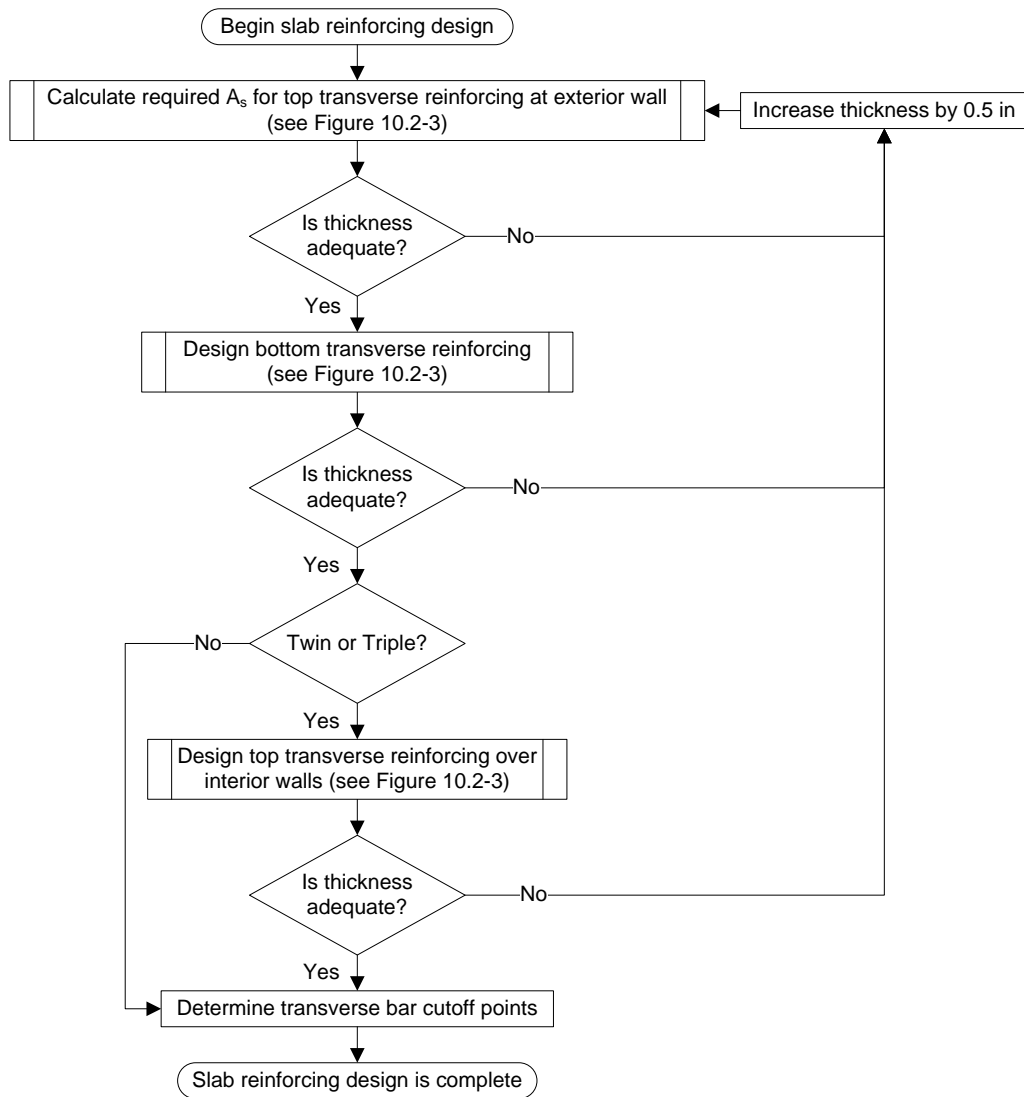 Begin slab reinforcing design
Calculate required As for top transverse reinforcing at exterior wall
(see Figure 10.2-3)
Increase thickness by 0.5 in
Is thickness
adequate?
No
Yes
Design bottom transverse reinforcing
(see Figure 10.2-3)
Is thickness
adequate?
No
Yes
Twin or Triple?
No
Yes
Design top transverse reinforcing over
interior walls (see Figure 10.2-3)
Is thickness
adequate?
No
Yes
Determine transverse bar cutoff points
Slab reinforcing design is complete